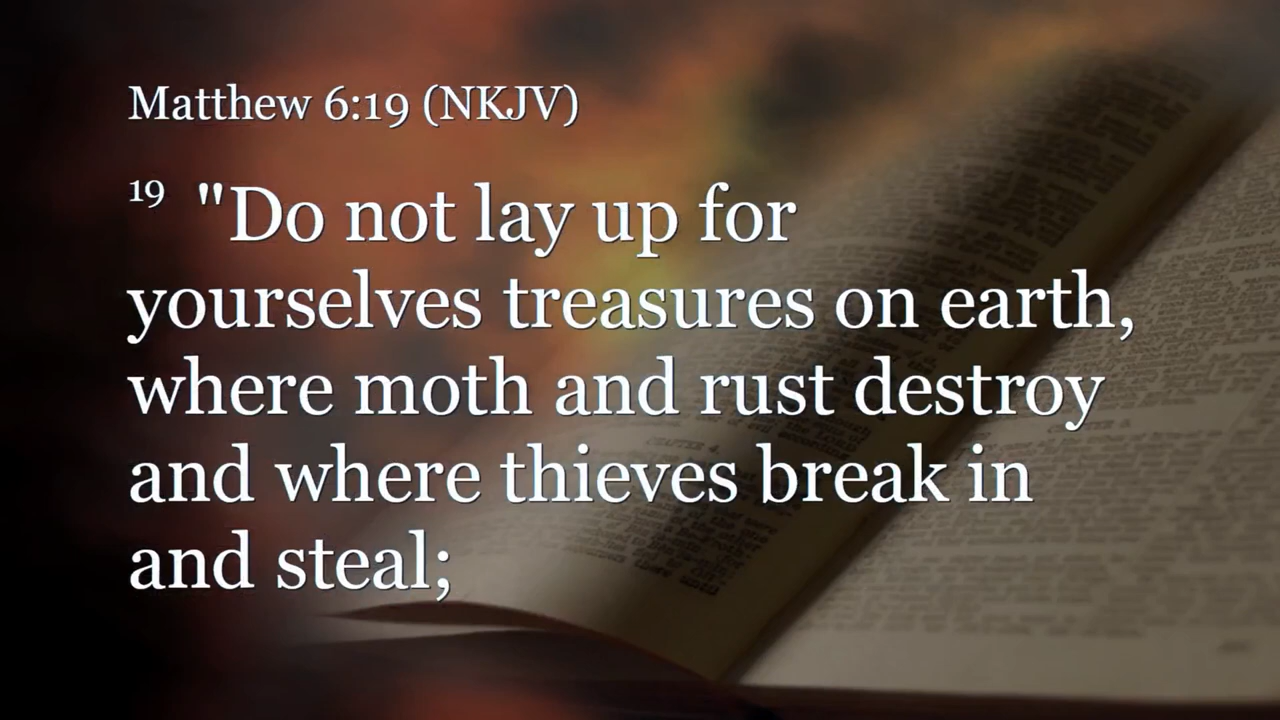 Matthew 6:19 (NKJV)
19 "Do not lay up for
yourselves treasures on earth,
where moth and rust destroy
and where thieves break in
and steal;